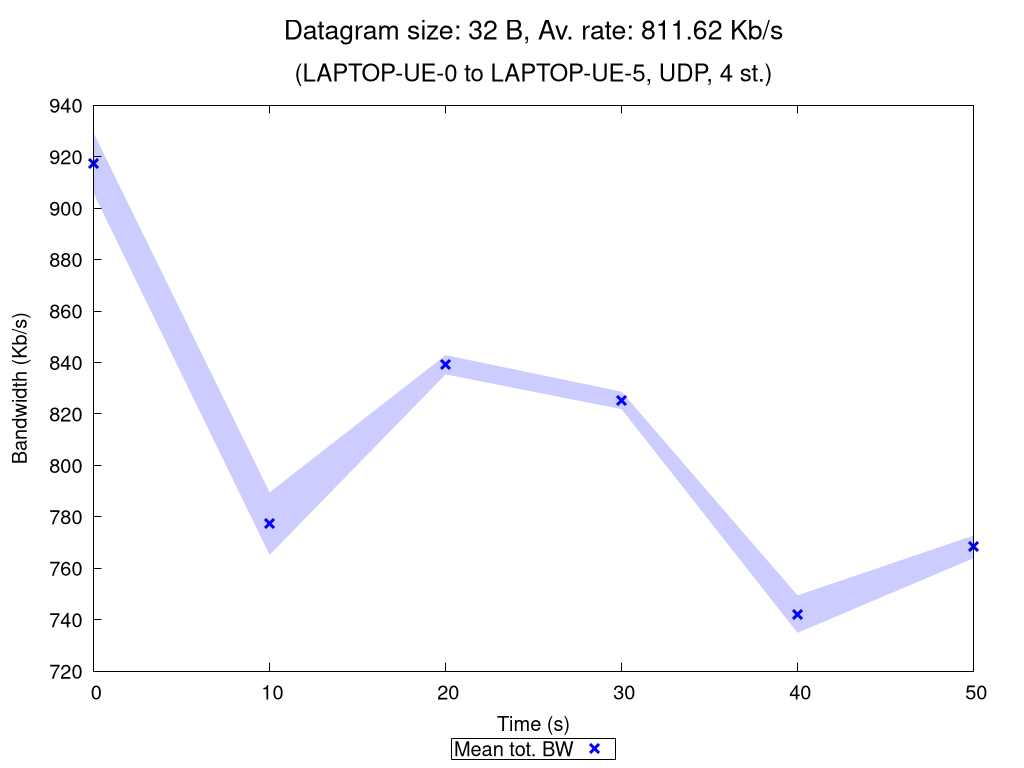 Datagram size: 32 B, Av. rate: 811.62 Kb/s
(LAPTOP-UE-0 to LAPTOP-UE-5, UDP, 4 st.)
940
920
900
880
860
840
820
800
780
760
740
720
Bandwidth (Kb/s)
0 10 20 30 40 50
Time (s)
Mean tot. BW